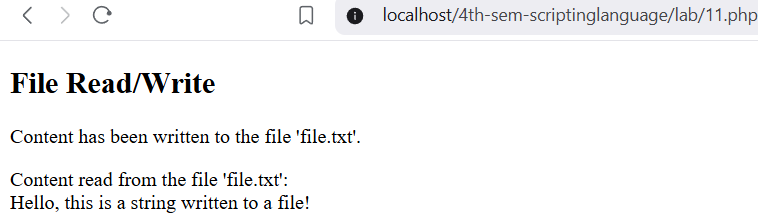 localhost/4th-sem-scriptinglanguage/lab/11.php
File Read/Write
Content has been written to the file 'file.txt'.
Content read from the file 'file.txt':
Hello, this is a string written to a file!